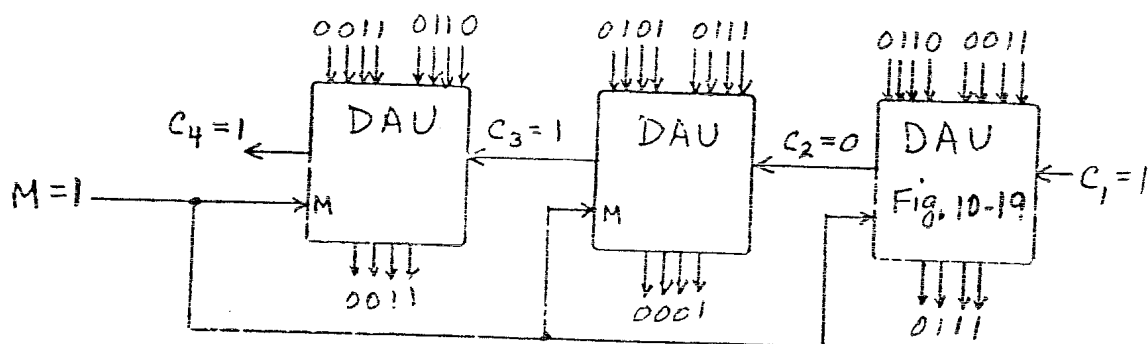 0011 0110 0101 0111 0110 0011
C₄=1 DAU C₃=1 DAU C₂=0 DAU
M=1 M M Fig. 10-19 C₁=1
0011 0001 0111